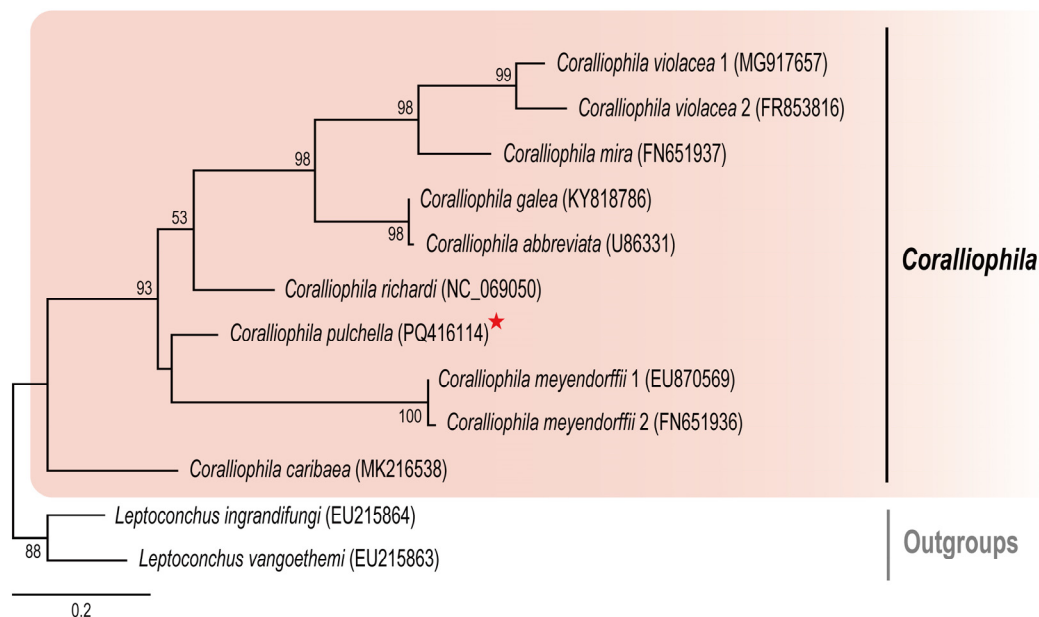 99
Coralliophila violacea 1 (MG917657)
98
Coralliophila violacea 2 (FR853816)
98
Coralliophila mira (FN651937)
Coralliophila galea (KY818786)
53
98
Coralliophila abbreviata (U86331)
93
Coralliophila richardi (NC_069050)
Coralliophila
Coralliophila pulchella (PQ416114)
Coralliophila meyendorffii 1 (EU870569)
100
Coralliophila meyendorffii 2 (FN651936)
Coralliophila caribaea (MK216538)
Leptoconchus ingrandifungi (EU215864)
88
Leptoconchus vangoethemi (EU215863)
Outgroups
0.2